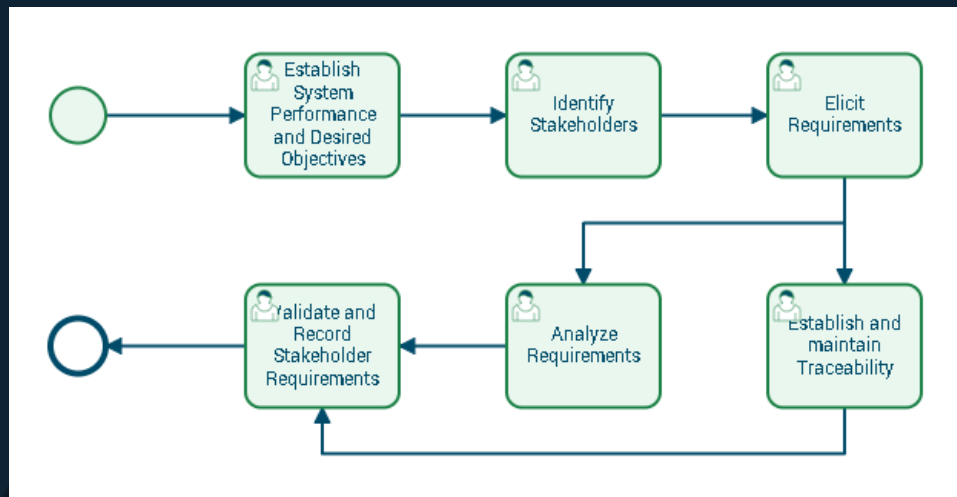 Establish
System
Performance
and Desired
Objectives
Identify
Stakeholders
Elicit
Requirements
Validate and
Record
Stakeholder
Requirements
Analyze
Requirements
Establish and
maintain
Traceability